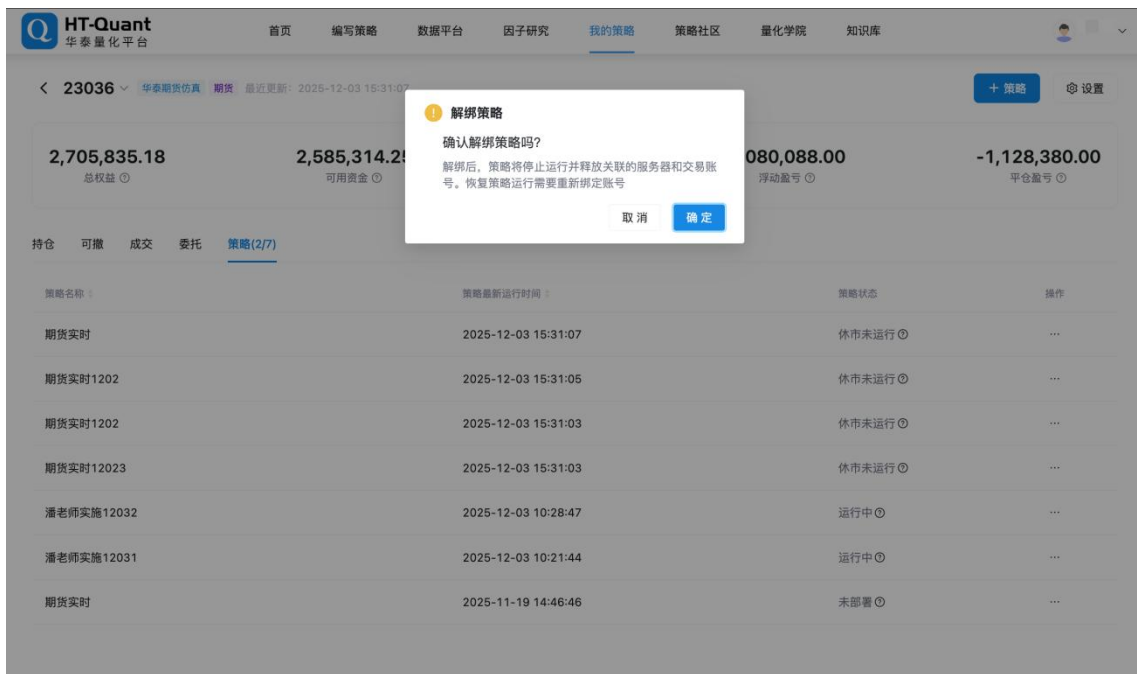 HT-Quant
华泰量化平台
首页 编写策略 数据平台 因子研究 我的策略 策略社区 量化学院 知识库
23036 华泰期货仿真 期货 最近更新：2025-12-03 15:31:07
+ 策略 设置
解绑策略
确认解绑策略吗?
解绑后，策略将停止运行并释放关联的服务器和交易账
号。恢复策略运行需要重新绑定账号
取 消 确 定
2,705,835.18 2,585,314.25 080,088.00 -1,128,380.00
总权益 可用资金 浮动盈亏 平仓盈亏
持仓 可撤 成交 委托 策略(2/7)
策略名称 策略最新运行时间 策略状态 操作
期货实时 2025-12-03 15:31:07 休市未运行 ...
期货实时1202 2025-12-03 15:31:05 休市未运行 ...
期货实时1202 2025-12-03 15:31:03 休市未运行 ...
期货实时12023 2025-12-03 15:31:03 休市未运行 ...
潘老师实施12032 2025-12-03 10:28:47 运行中 ...
潘老师实施12031 2025-12-03 10:21:44 运行中 ...
期货实时 2025-11-19 14:46:46 未部署 ...